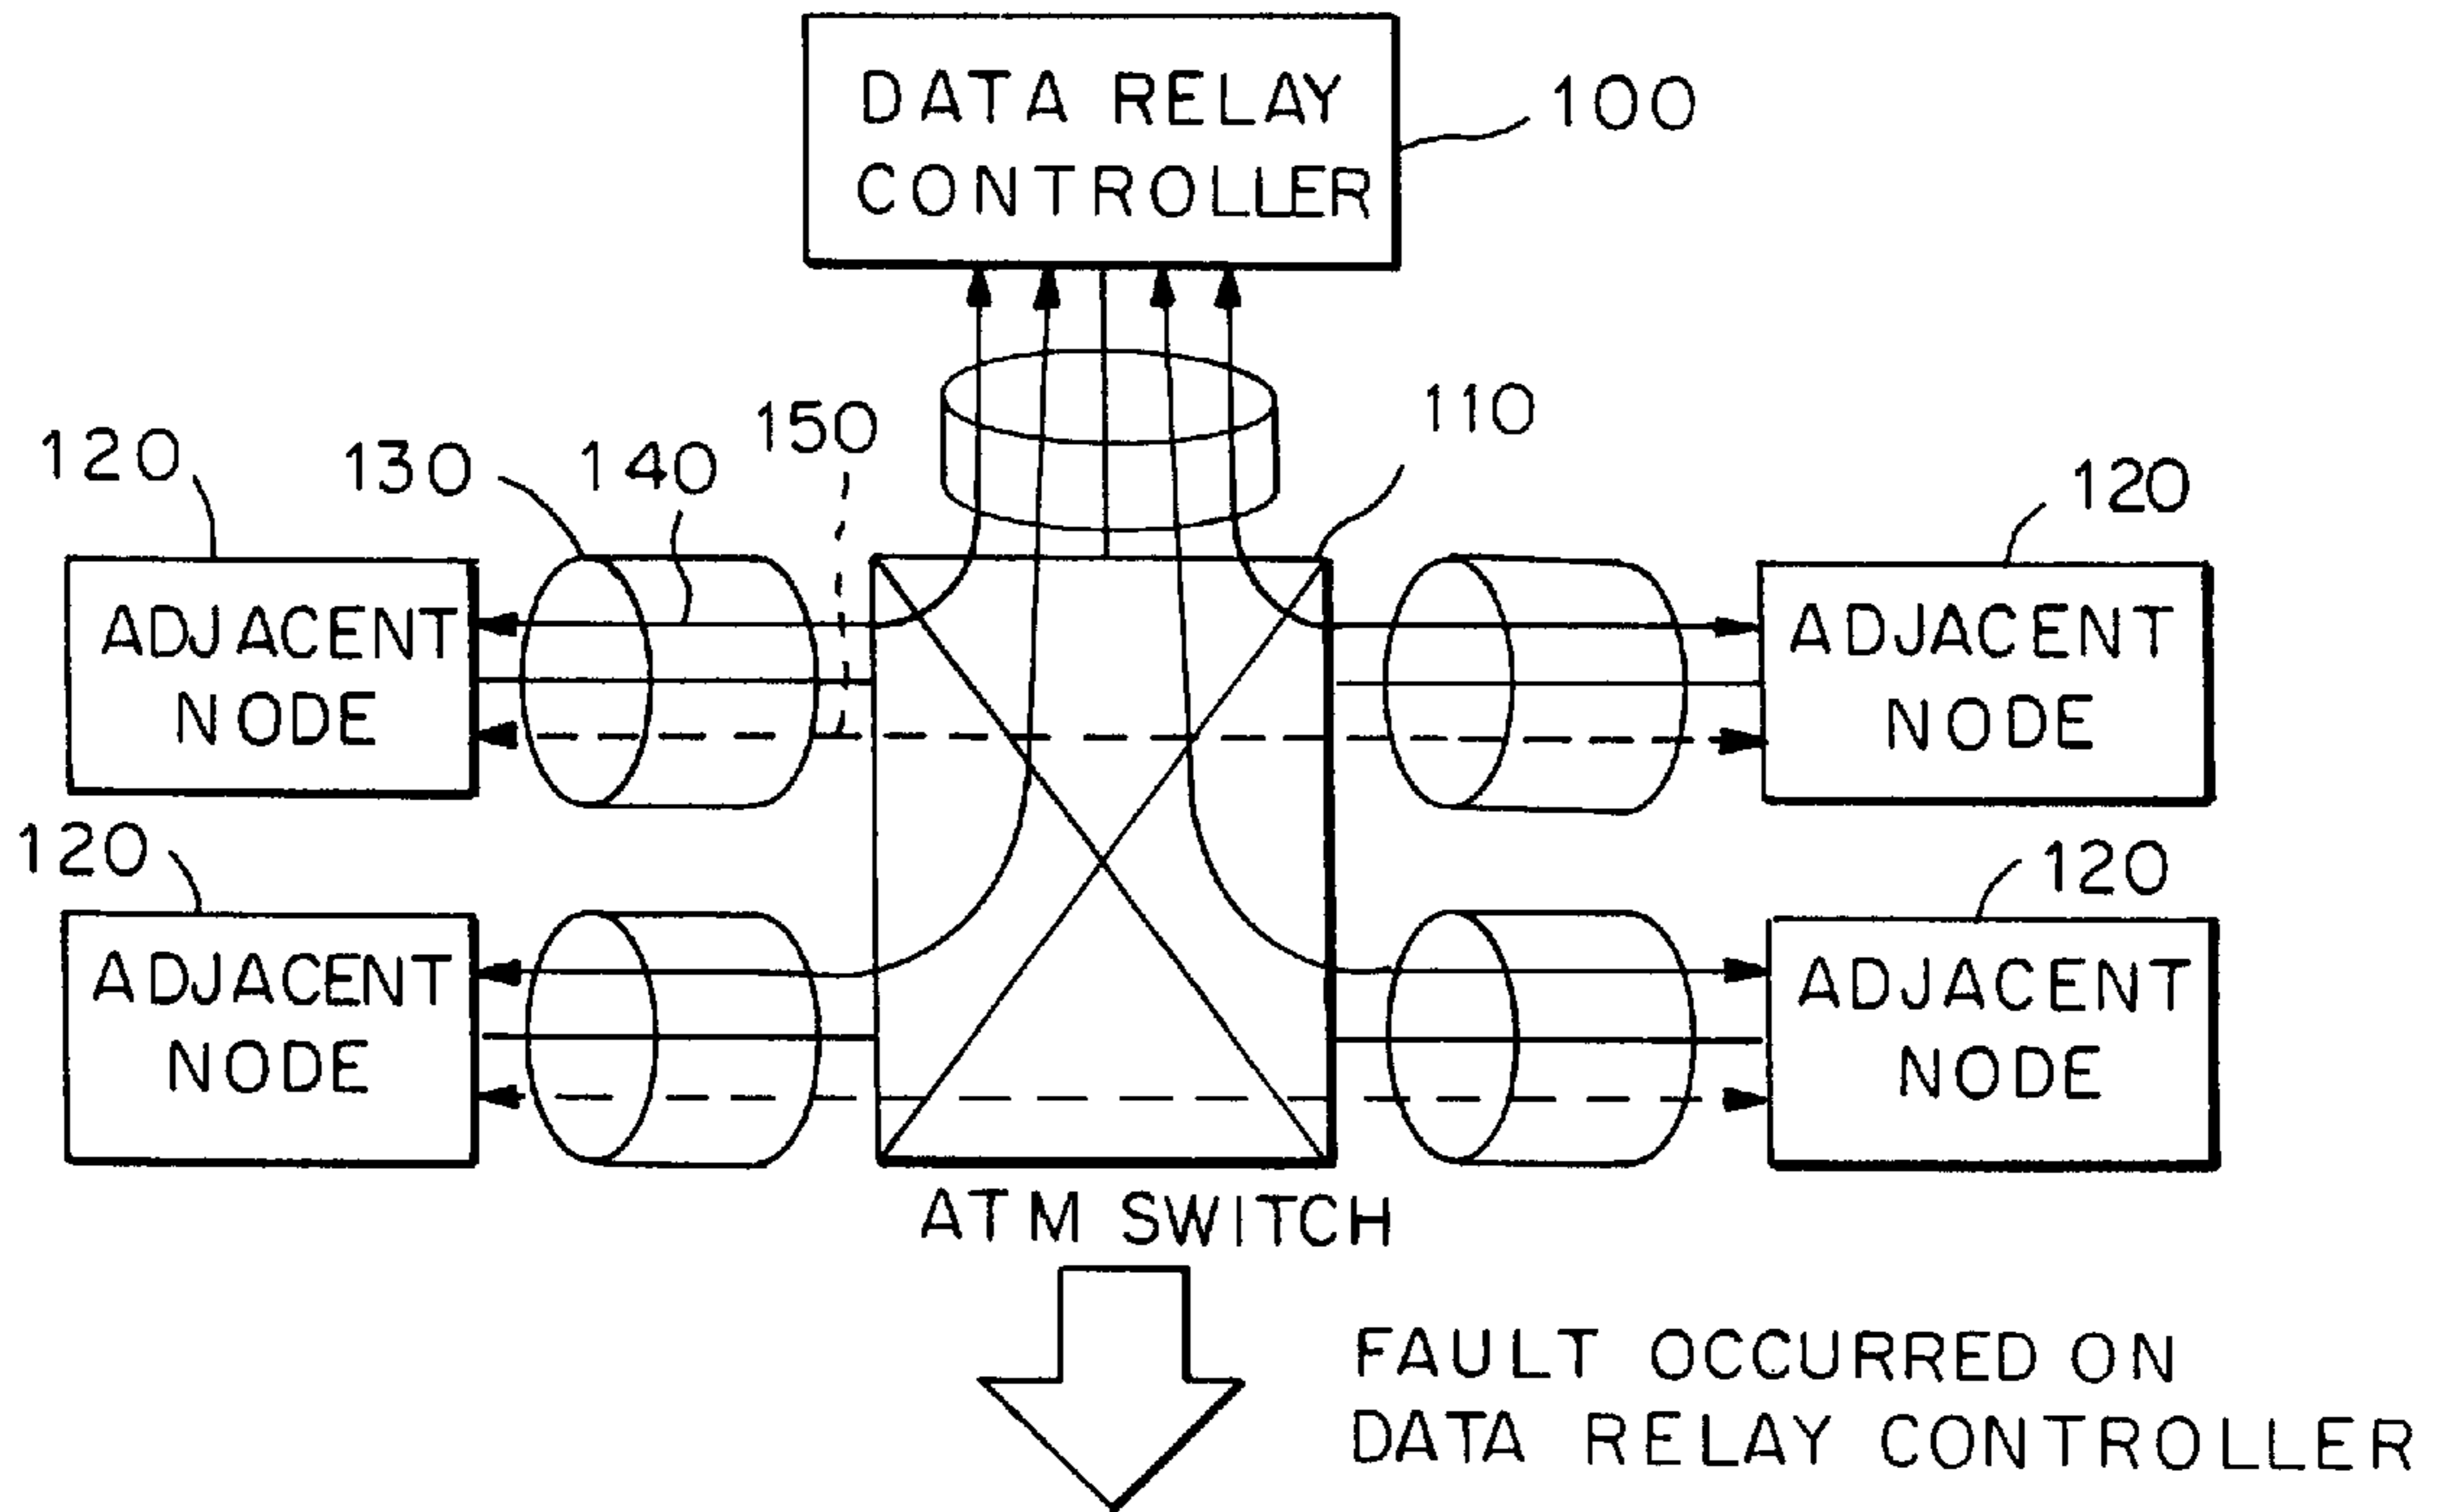 DATA RELAY
CONTROLLER
100
110
120
130
140
150
120
ADJACENT
NODE
ADJACENT
NODE
120
120
ADJACENT
NODE
ADJACENT
NODE
ATM SWITCH
FAULT OCCURRED ON
DATA RELAY CONTROLLER